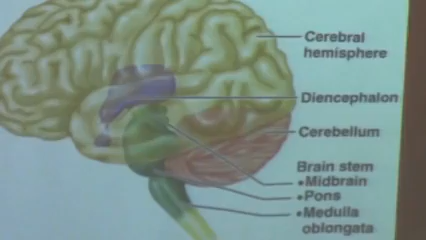 Cerebral
hemisphere
Diencephalon
Cerebellum
Brain stem
•Midbrain
•Pons
•Medulla
oblongata